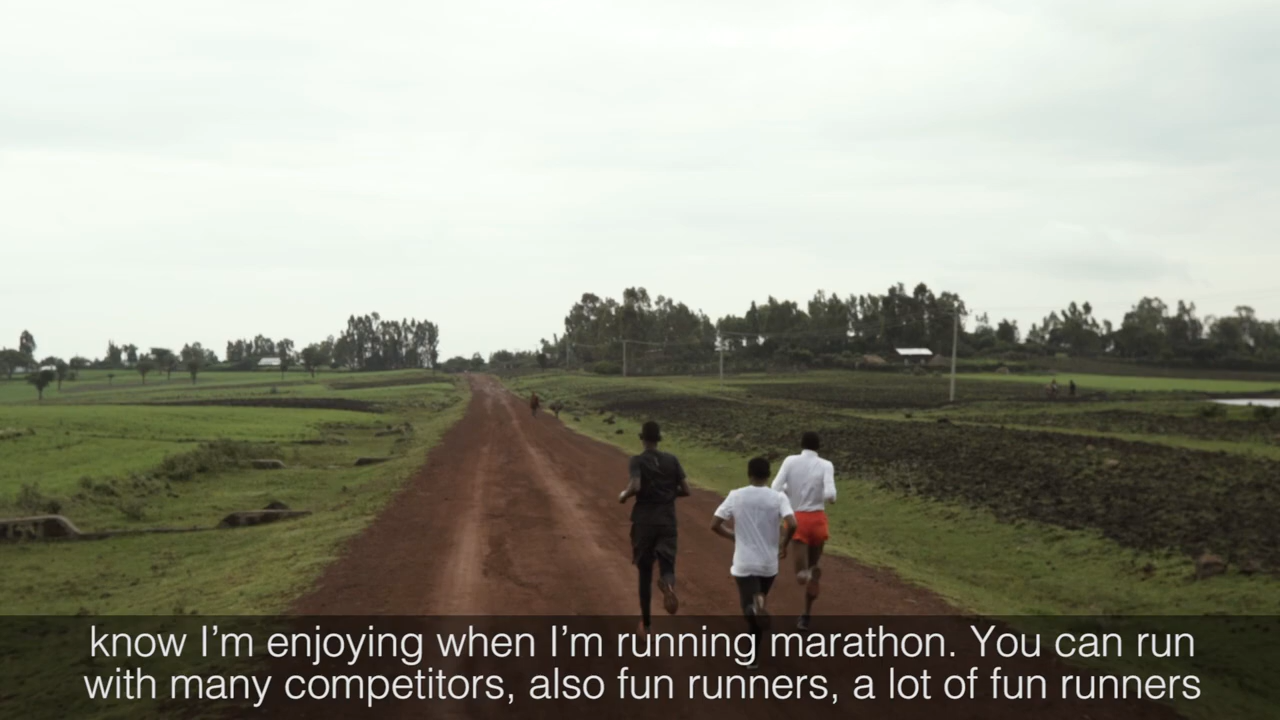 know I'm enjoying when I'm running marathon. You can run
with many competitors, also fun runners, a lot of fun runners